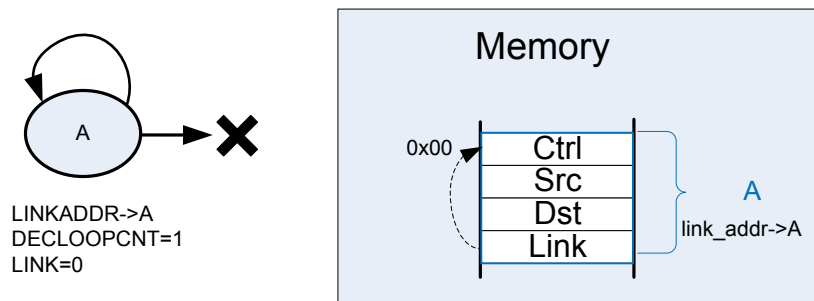 A
LINKADDR->A
DECLOOPCNT=1
LINK=0
Memory
0x00
Ctrl
Src
Dst
Link
A
link_addr->A